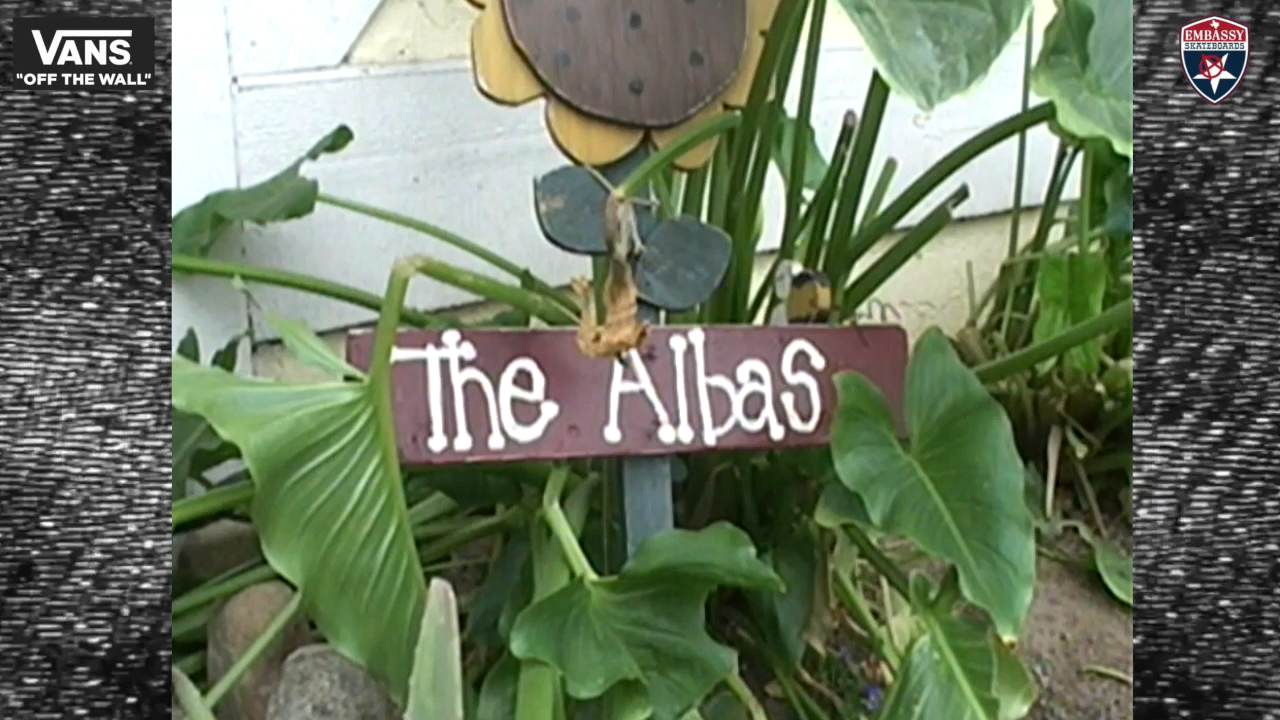 VANS
"OFF THE WALL"
EMBASSY
SKATEBOARDS
The Albas